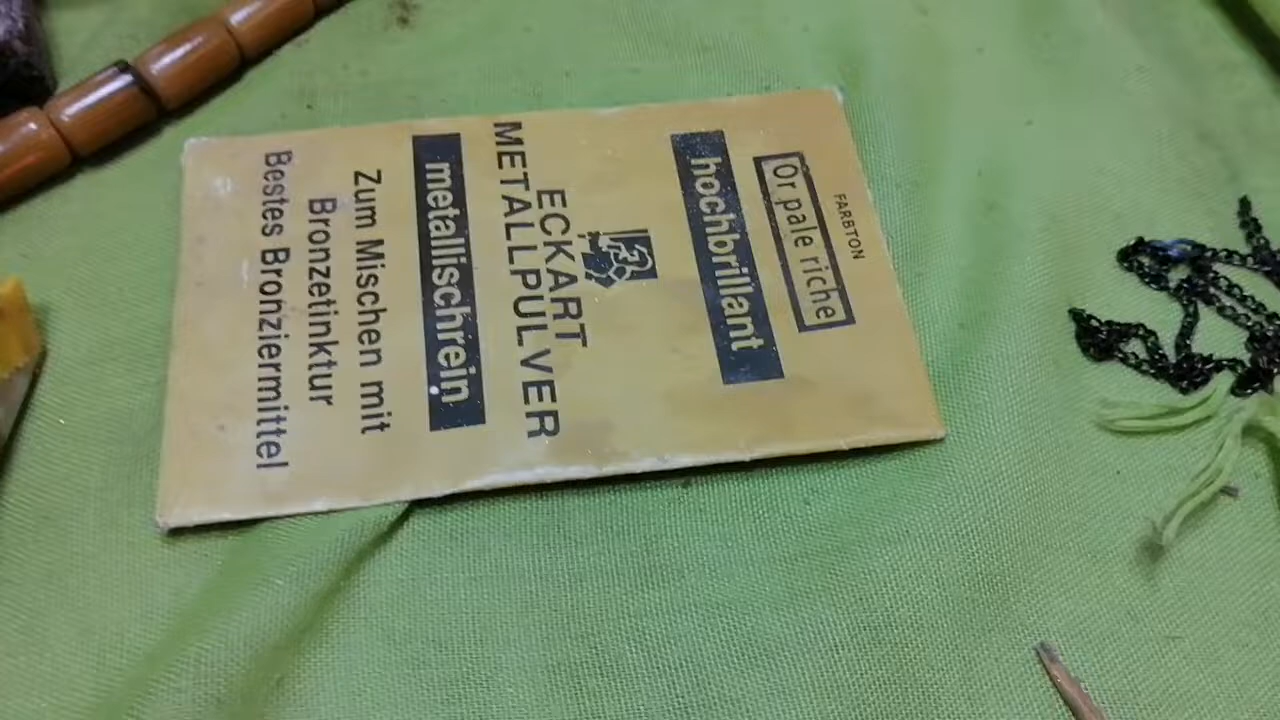 FARBTON
Or pale riche
hochbrillant
ECKART
METALLPULVER
metallischrein
Zum Mischen mit
Bronzetinktur
Bestes Bronziermittel